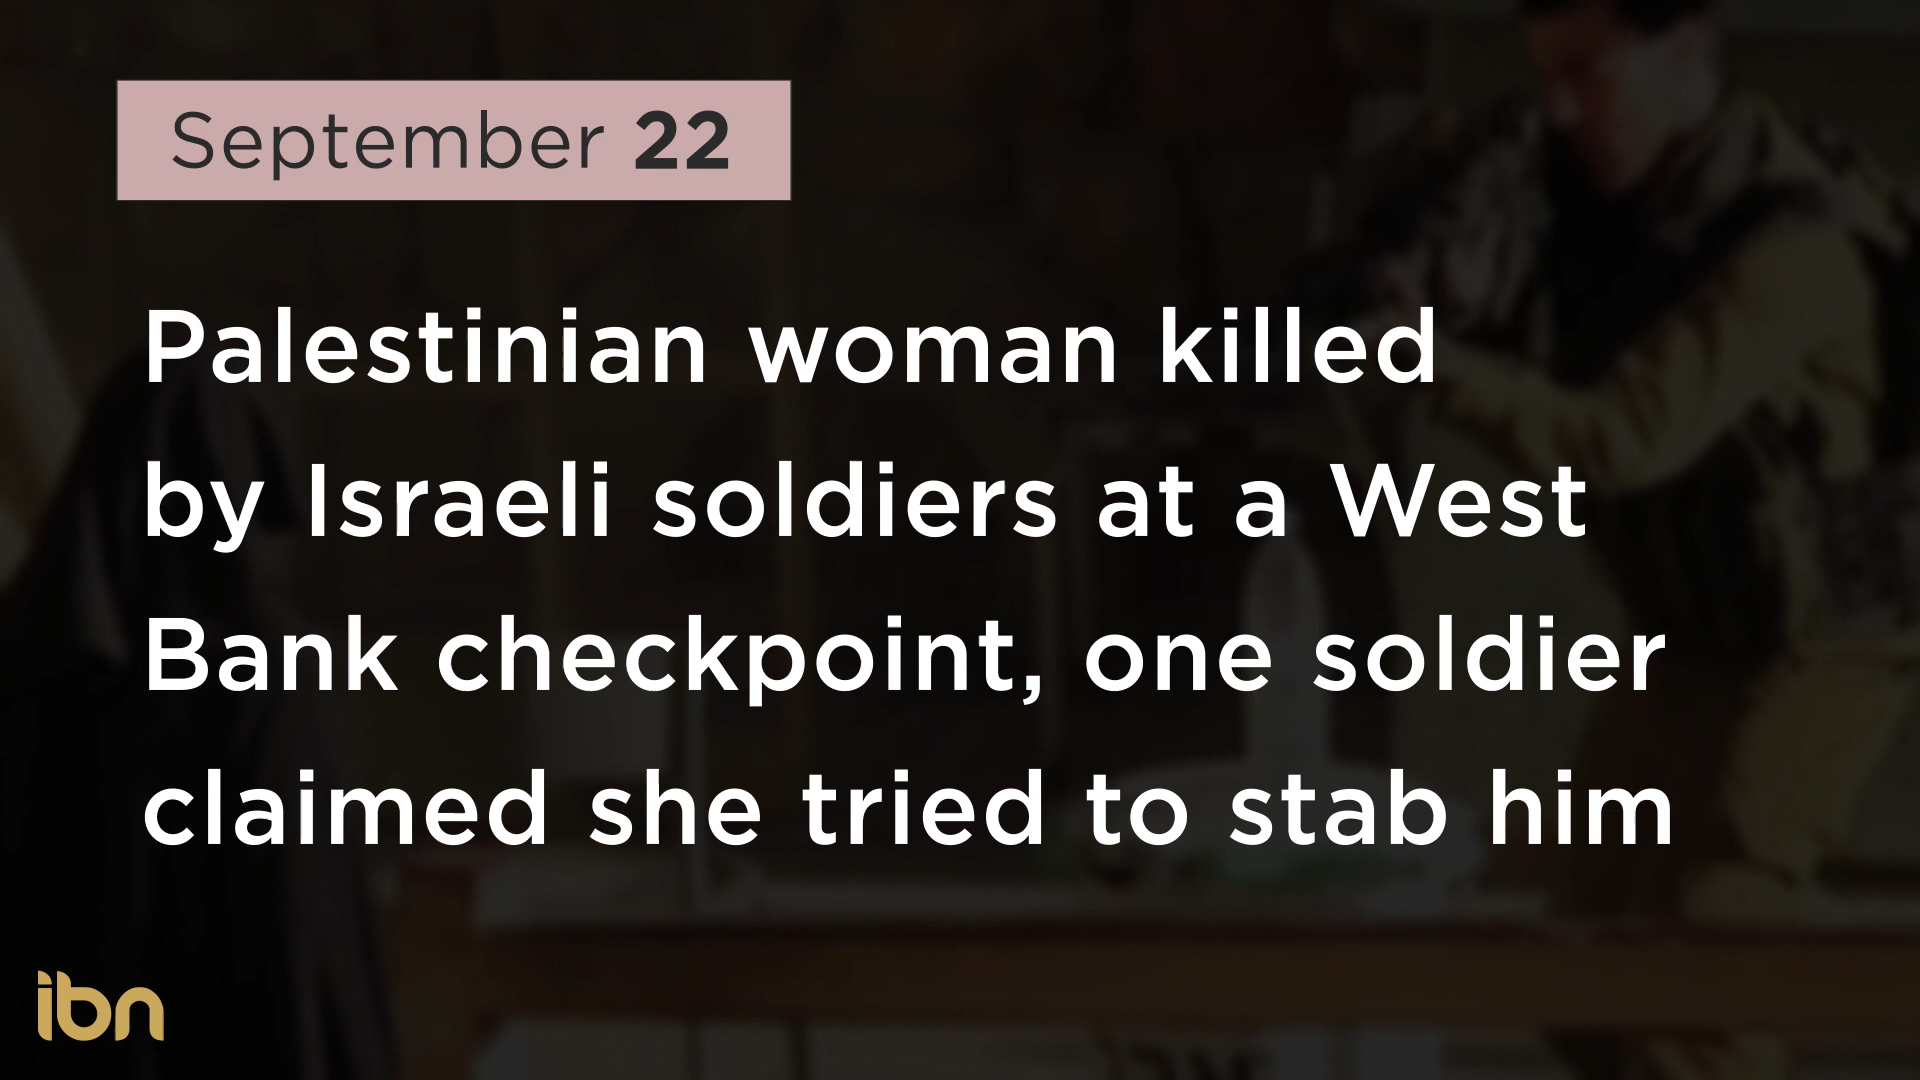 September 22
Palestinian woman killed
by Israeli soldiers at a West
Bank checkpoint, one soldier
claimed she tried to stab him
ibn